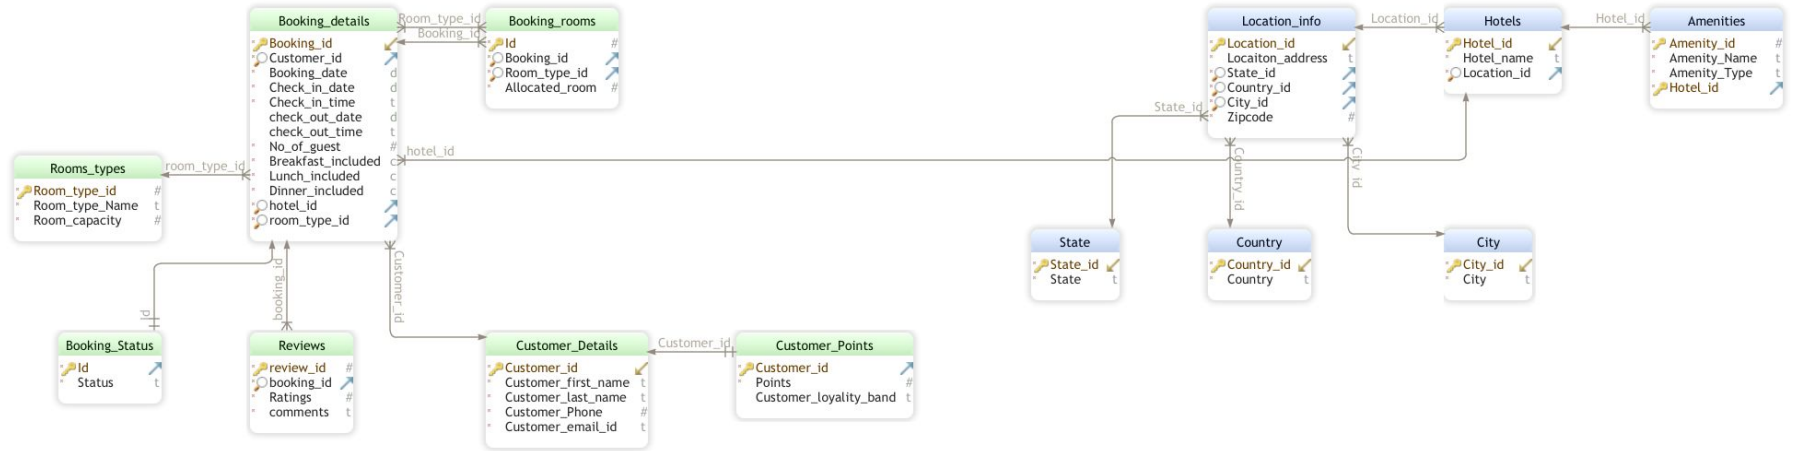 Booking_details
Booking_id
Customer_id
Booking_date d
Check_in_date d
Check_in_time t
check_out_date d
check_out_time t
No_of_guest #
Breakfast_included c
Lunch_included c
Dinner_included c
hotel_id
room_type_id
Room_type_id
Booking_id
Booking_rooms
Id #
Booking_id
Room_type_id
Allocated_room #
Location_info
Location_id
Locaiton_address t
State_id
Country_id
City_id
Zipcode #
Location_id
Hotels
Hotel_id
Hotel_name t
Location_id
Hotel_id
Amenities
Amenity_id #
Amenity_Name t
Amenity_Type t
Hotel_id
State_id
hotel_id
Country_id
City_id
Rooms_types
Room_type_id #
Room_type_Name t
Room_capacity #
room_type_id
State
State_id
State t
Country
Country_id
Country t
City
City_id
City t
id
booking_id
Customer_id
Booking_Status
Id
Status t
Reviews
review_id #
booking_id
Ratings #
comments t
Customer_Details
Customer_id
Customer_first_name t
Customer_last_name t
Customer_Phone #
Customer_email_id t
Customer_id
Customer_Points
Customer_id
Points #
Customer_loyality_band t